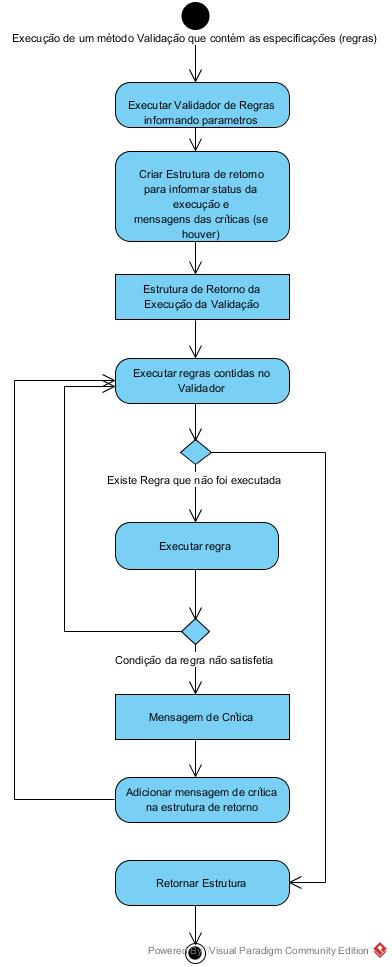 Execução de um método Validação que contém as especificações (regras)
Executar Validador de Regras
informando parametros
Criar Estrutura de retorno
para informar status da
execução e
mensagens das críticas (se
houver)
Estrutura de Retorno da
Execução da Validação
Executar regras contidas no
Validador
Existe Regra que não foi executada
Executar regra
Condição da regra não satisfetia
Mensagem de Crítica
Adicionar mensagem de crítica
na estrutura de retorno
Retornar Estrutura
Powered Visual Paradigm Community Edition